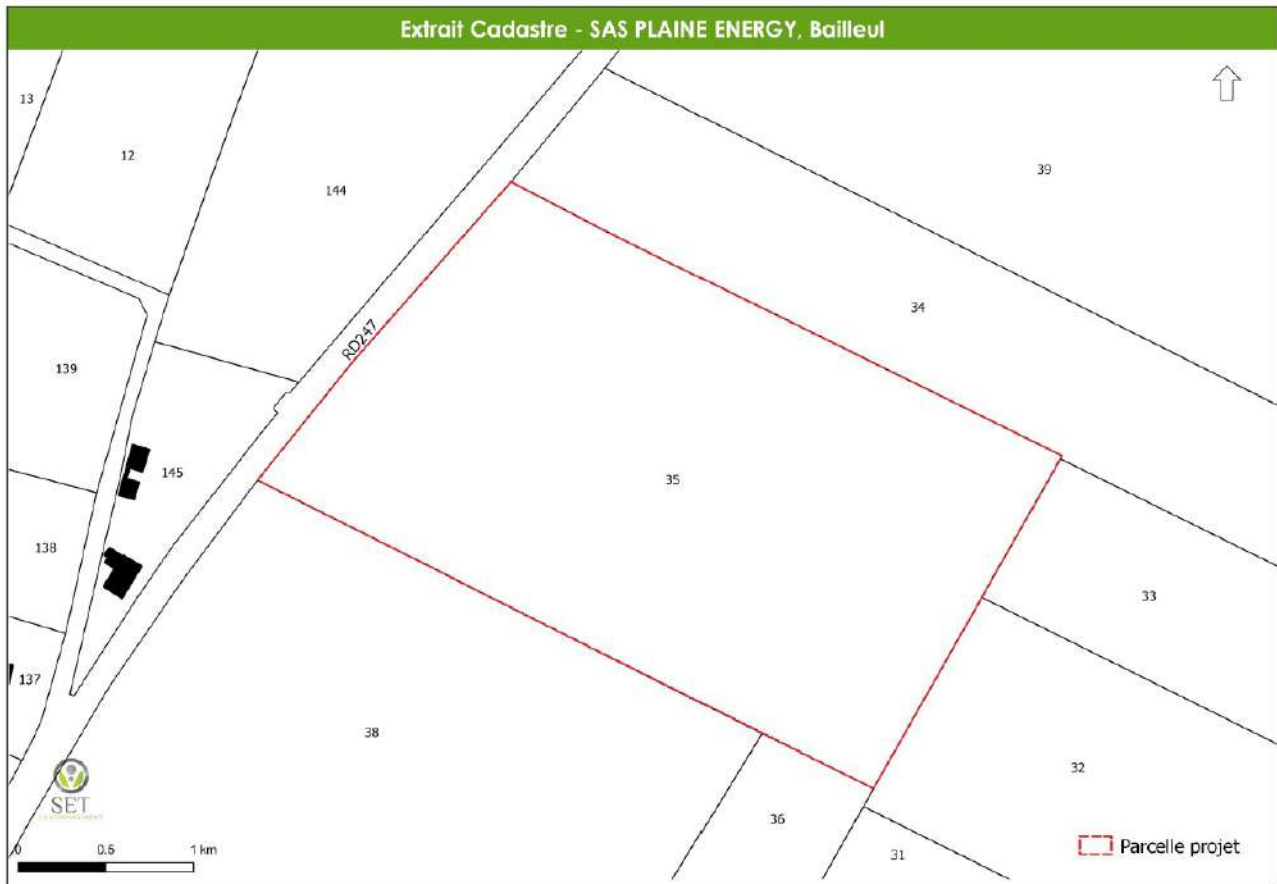 Extrait Cadastre - SAS PLAINE ENERGY, Bailleul
13
12
144
39
34
RD247
139
145
35
138
33
137
38
32
36
31
SET
ENVIRONNEMENT
0 0.5 1 km
Parcelle projet